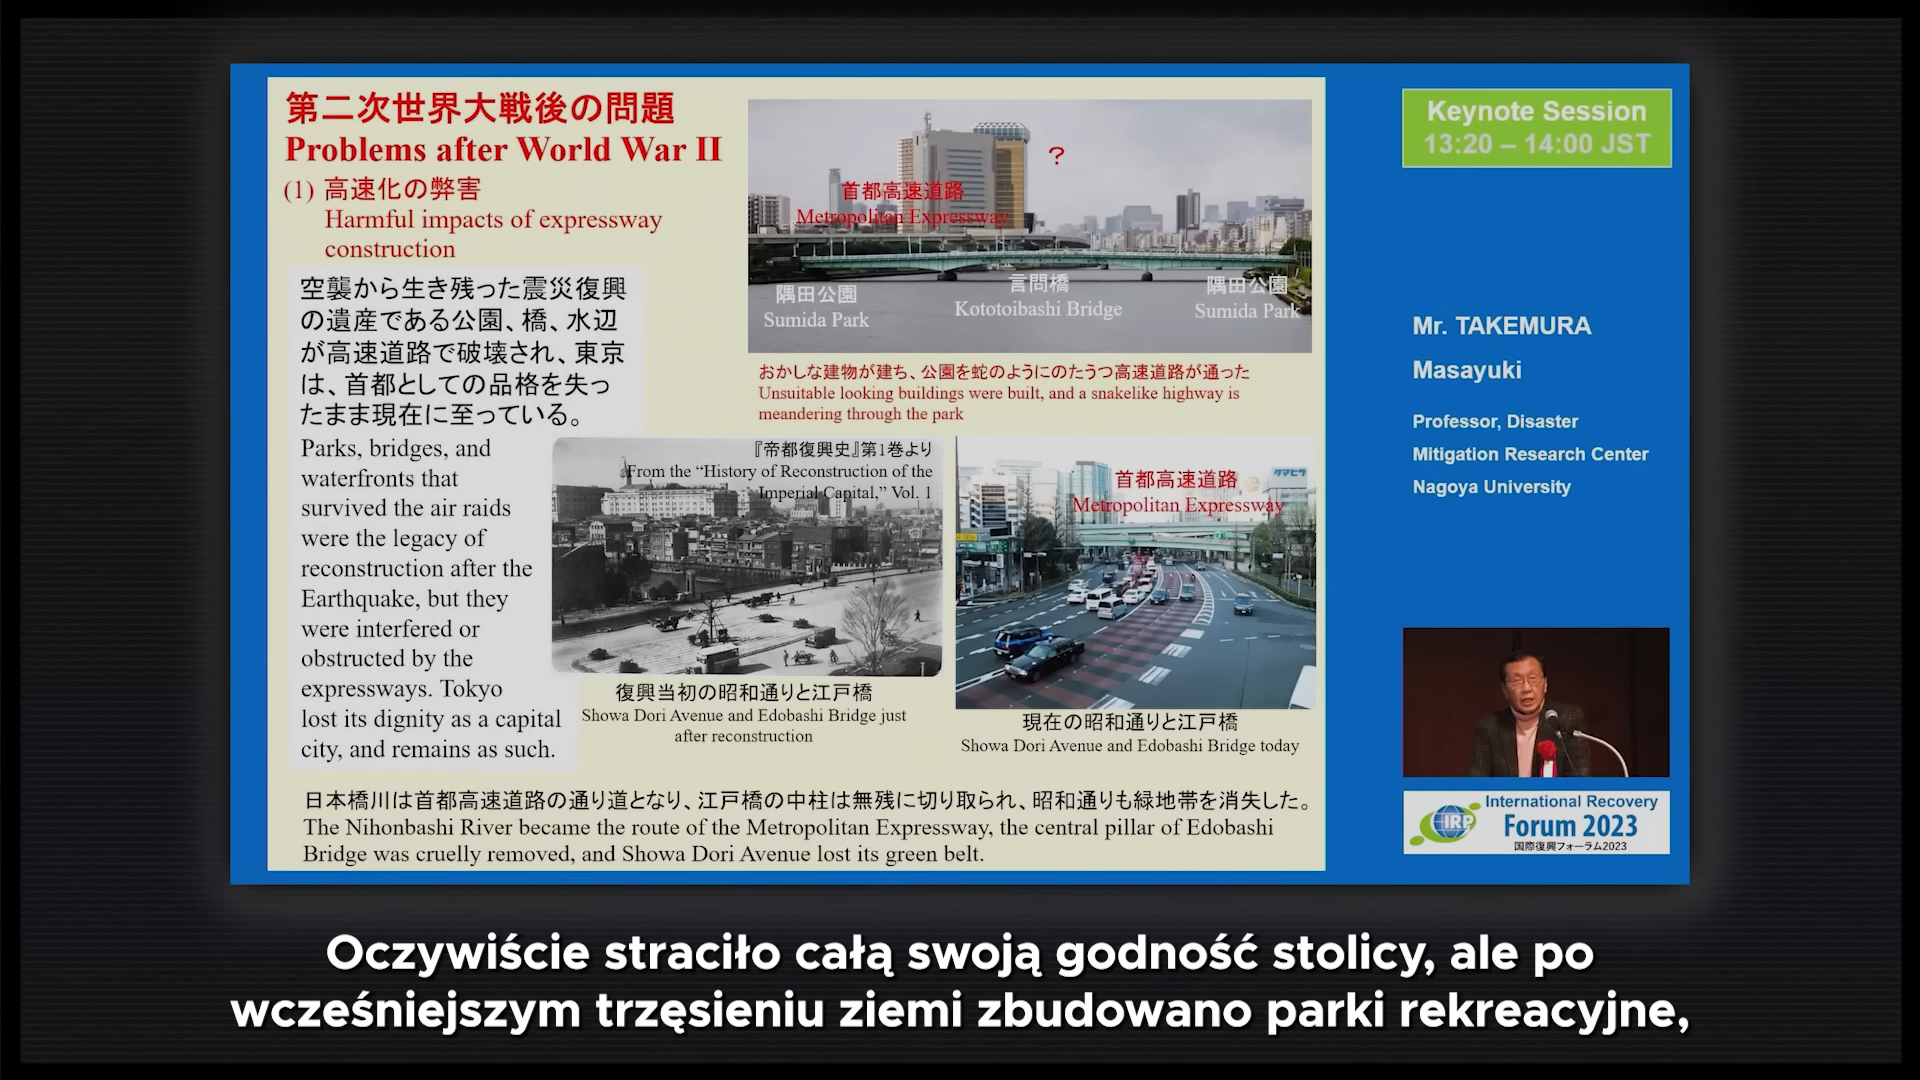 第二次世界大戦後の問題
Problems after World War II
(1) 高速化の弊害
Harmful impacts of expressway
construction
空襲から生き残った震災復興
の遺産である公園、橋、水辺
が高速道路で破壊され、東京
は、首都としての品格を失っ
たまま現在に至っている。
Parks, bridges, and
waterfronts that
survived the air raids
were the legacy of
reconstruction after the
Earthquake, but they
were interfered or
obstructed by the
expressways. Tokyo
lost its dignity as a capital
city, and remains as such.
?
首都高速道路
Metropolitan Expressway
隅田公園
Sumida Park
言問橋
Kototoibashi Bridge
隅田公園
Sumida Park
おかしな建物が建ち、公園を蛇のようにのたうつ高速道路が通った
Unsuitable looking buildings were built, and a snakelike highway is
meandering through the park
『帝都復興史』第1巻より
From the “History of Reconstruction of the
Imperial Capital,” Vol. 1
復興当初の昭和通りと江戸橋
Showa Dori Avenue and Edobashi Bridge just
after reconstruction
首都高速道路
Metropolitan Expressway
タマヒラ
現在の昭和通りと江戸橋
Showa Dori Avenue and Edobashi Bridge today
日本橋川は首都高速道路の通り道となり、江戸橋の中柱は無残に切り取られ、昭和通りも緑地帯を消失した。
The Nihonbashi River became the route of the Metropolitan Expressway, the central pillar of Edobashi
Bridge was cruelly removed, and Showa Dori Avenue lost its green belt.
Keynote Session
13:20 – 14:00 JST
Mr. TAKEMURA
Masayuki
Professor, Disaster
Mitigation Research Center
Nagoya University
IRP
International Recovery
Forum 2023
国際復興フォーラム2023
Oczywiście straciło całą swoją godność stolicy, ale po
wcześniejszym trzęsieniu ziemi zbudowano parki rekreacyjne,